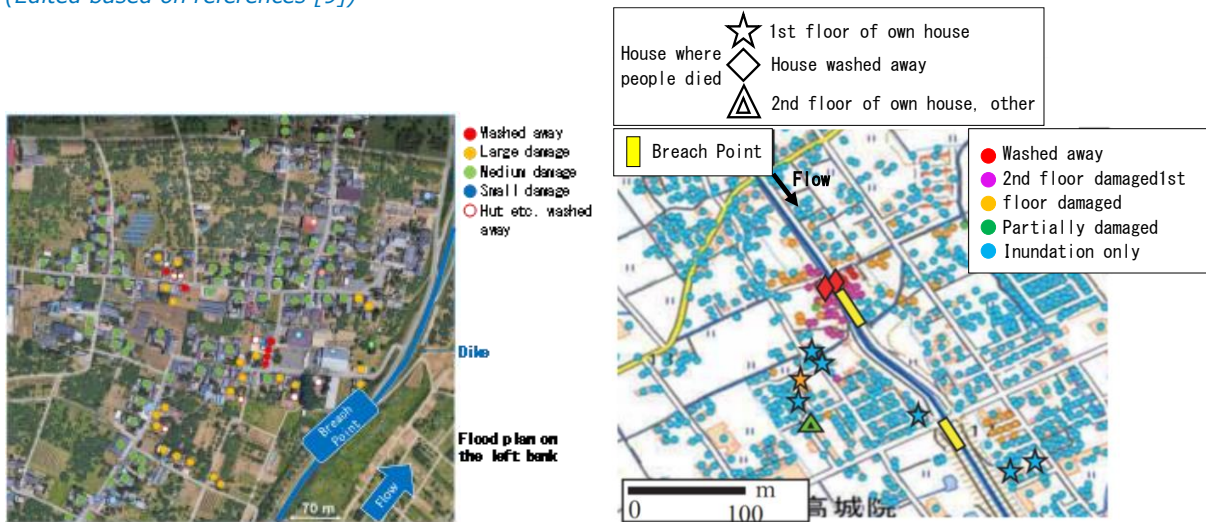 (Edited based on references [9])
Washed away
Large damage
Medium damage
Small damage
Hut etc. washed
away
Dike
Breach
Point
Flood plan on
the left bank
Flow
70 m
House where
people died
1st floor of own house
House washed away
2nd floor of own house, other
Breach Point
Flow
Washed away
2nd floor damaged1st
floor damaged
Partially damaged
Inundation only
0 100 m
高城院